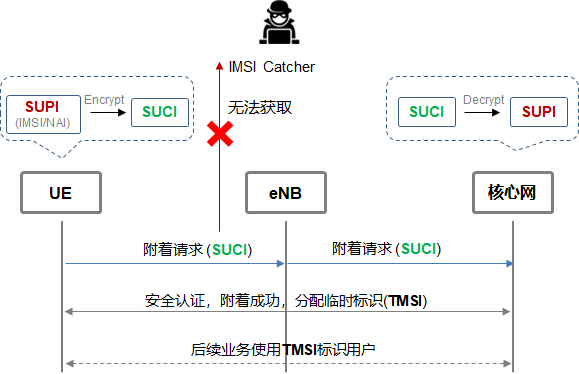 IMSI Catcher
无法获取
SUPI
(IMSI/NAI)
Encrypt
SUCI
SUCI
Decrypt
SUPI
UE
eNB
核心网
附着请求 (SUCI)
附着请求 (SUCI)
安全认证，附着成功，分配临时标识(TMSI)
后续业务使用TMSI标识用户